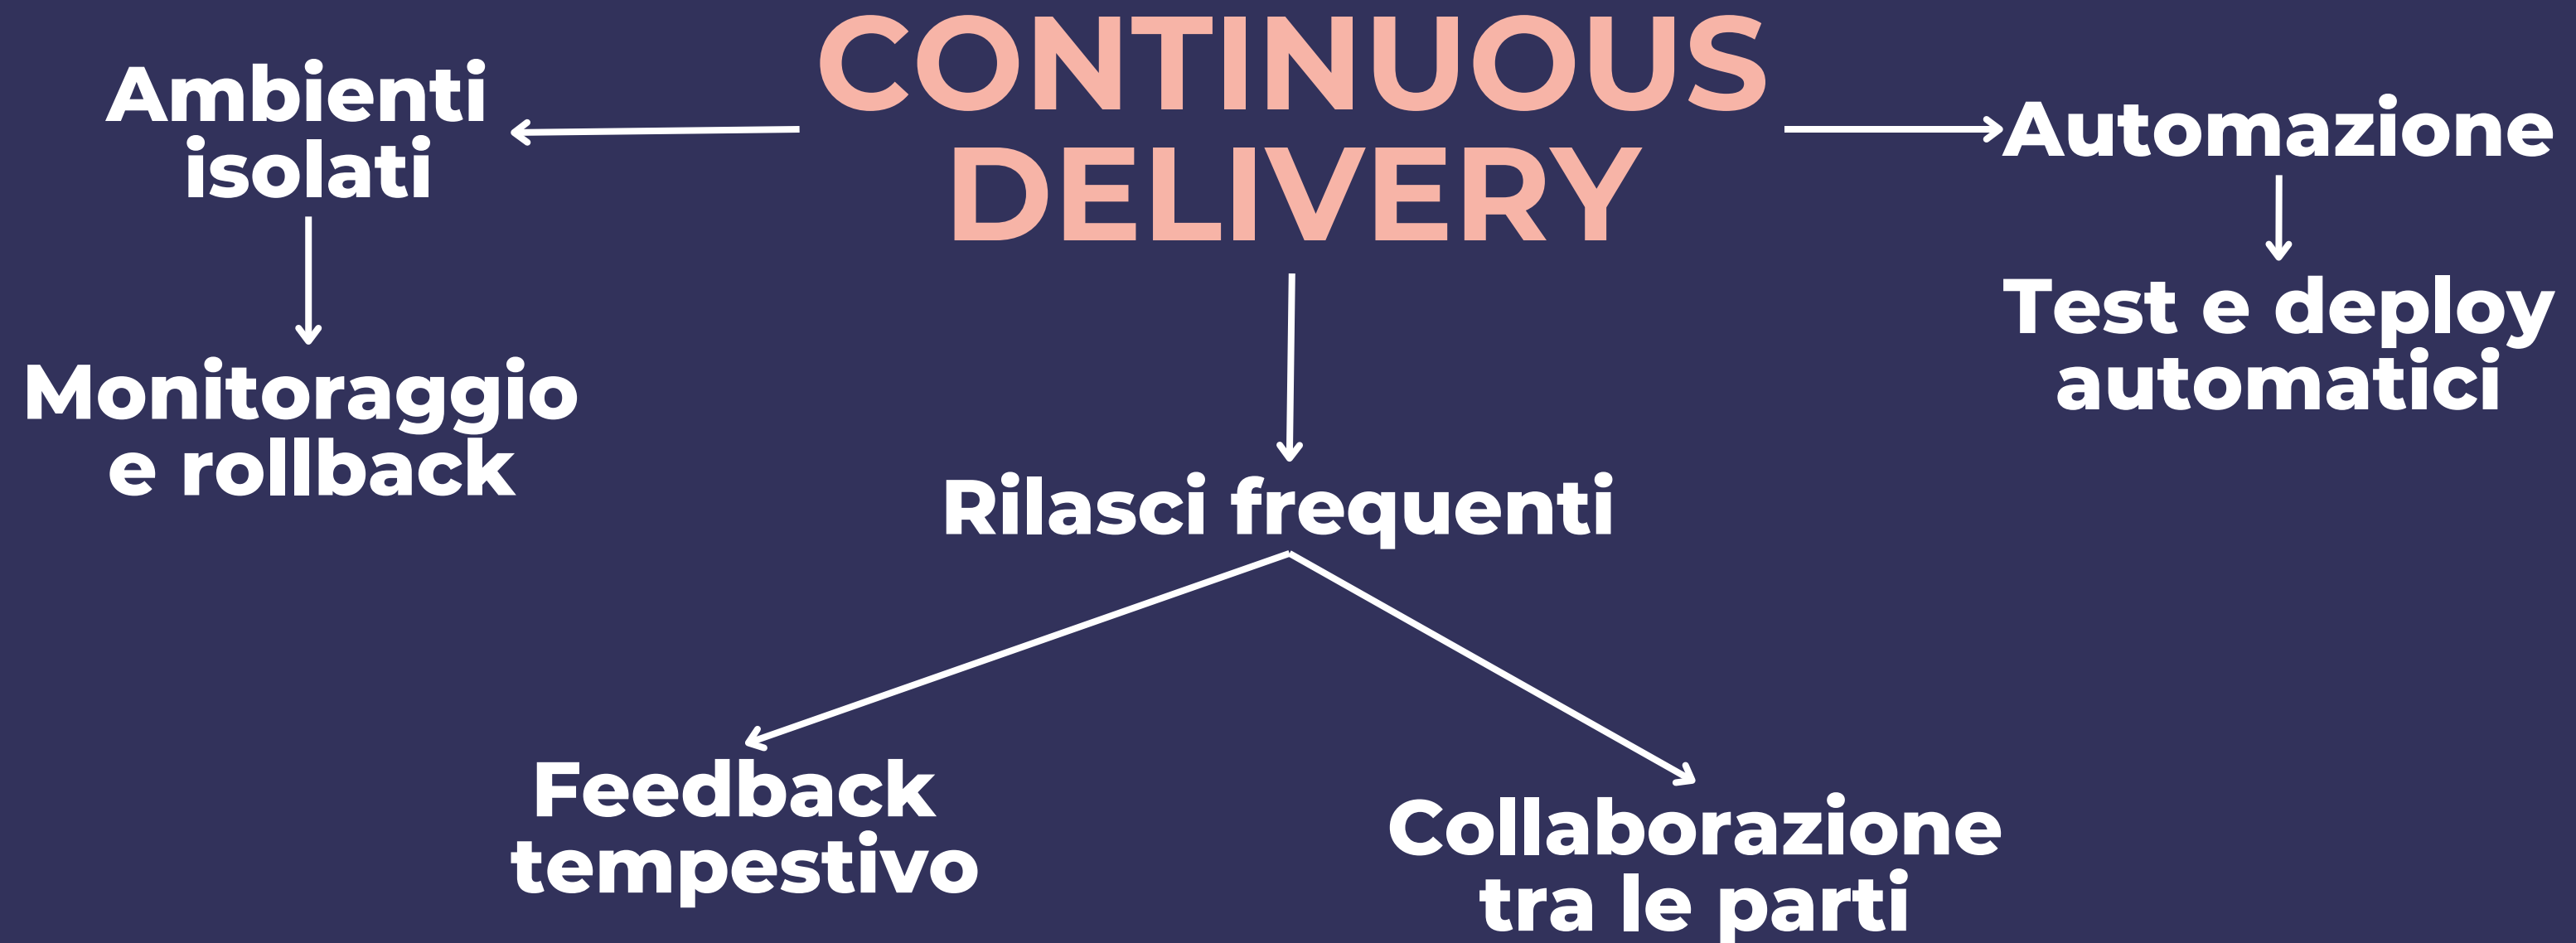 CONTINUOUS
DELIVERY
Ambienti
isolati
Automazione
Monitoraggio
e rollback
Test e deploy
automatici
Rilasci frequenti
Feedback
tempestivo
Collaborazione
tra le parti